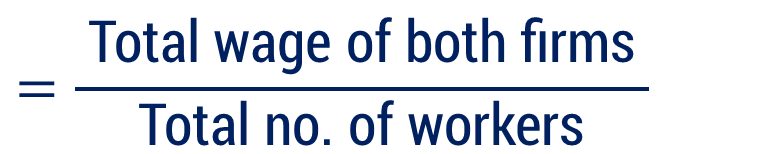 = Total wage of both firms
Total no. of workers